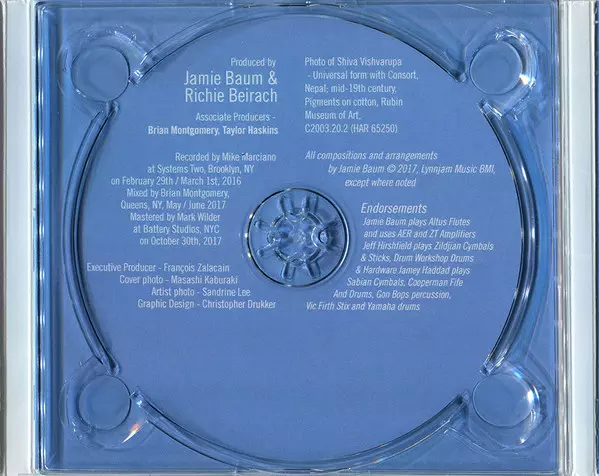 Produced by
Jamie Baum &
Richie Beirach
Associate Producers -
Brian Montgomery, Taylor Haskins
Recorded by Mike Marciano
at Systems Two, Brooklyn, NY
on February 29th / March 1st, 2016
Mixed by Brian Montgomery,
Queens, NY, May / June 2017
Mastered by Mark Wilder
at Battery Studios, NYC
on October 30th, 2017
Executive Producer - François Zalacain
Cover photo - Masashi Kaburaki
Artist photo - Sandrine Lee
Graphic Design - Christopher Drukker
Photo of Shiva Vishvarupa
- Universal form with Consort,
Nepal; mid-19th century,
Pigments on cotton, Rubin
Museum of Art,
C2003.20.2 (HAR 65250)
All compositions and arrangements
by Jamie Baum © 2017, Lynnjam Music BMI,
except where noted
Endorsements
Jamie Baum plays Altus Flutes
and uses AER and ZT Amplifiers
Jeff Hirshfield plays Zildjian Cymbals
& Sticks, Drum Workshop Drums
& Hardware Jamey Haddad plays
Sabian Cymbals, Cooperman Fife
And Drums, Gon Bops percussion,
Vic Firth Stix and Yamaha drums